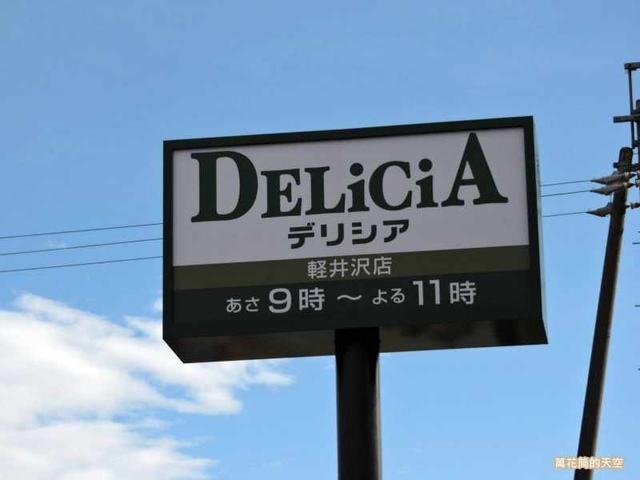 DELiCiA
デリシア
軽井沢店
あさ9時～よる11時
萬花筒的天空